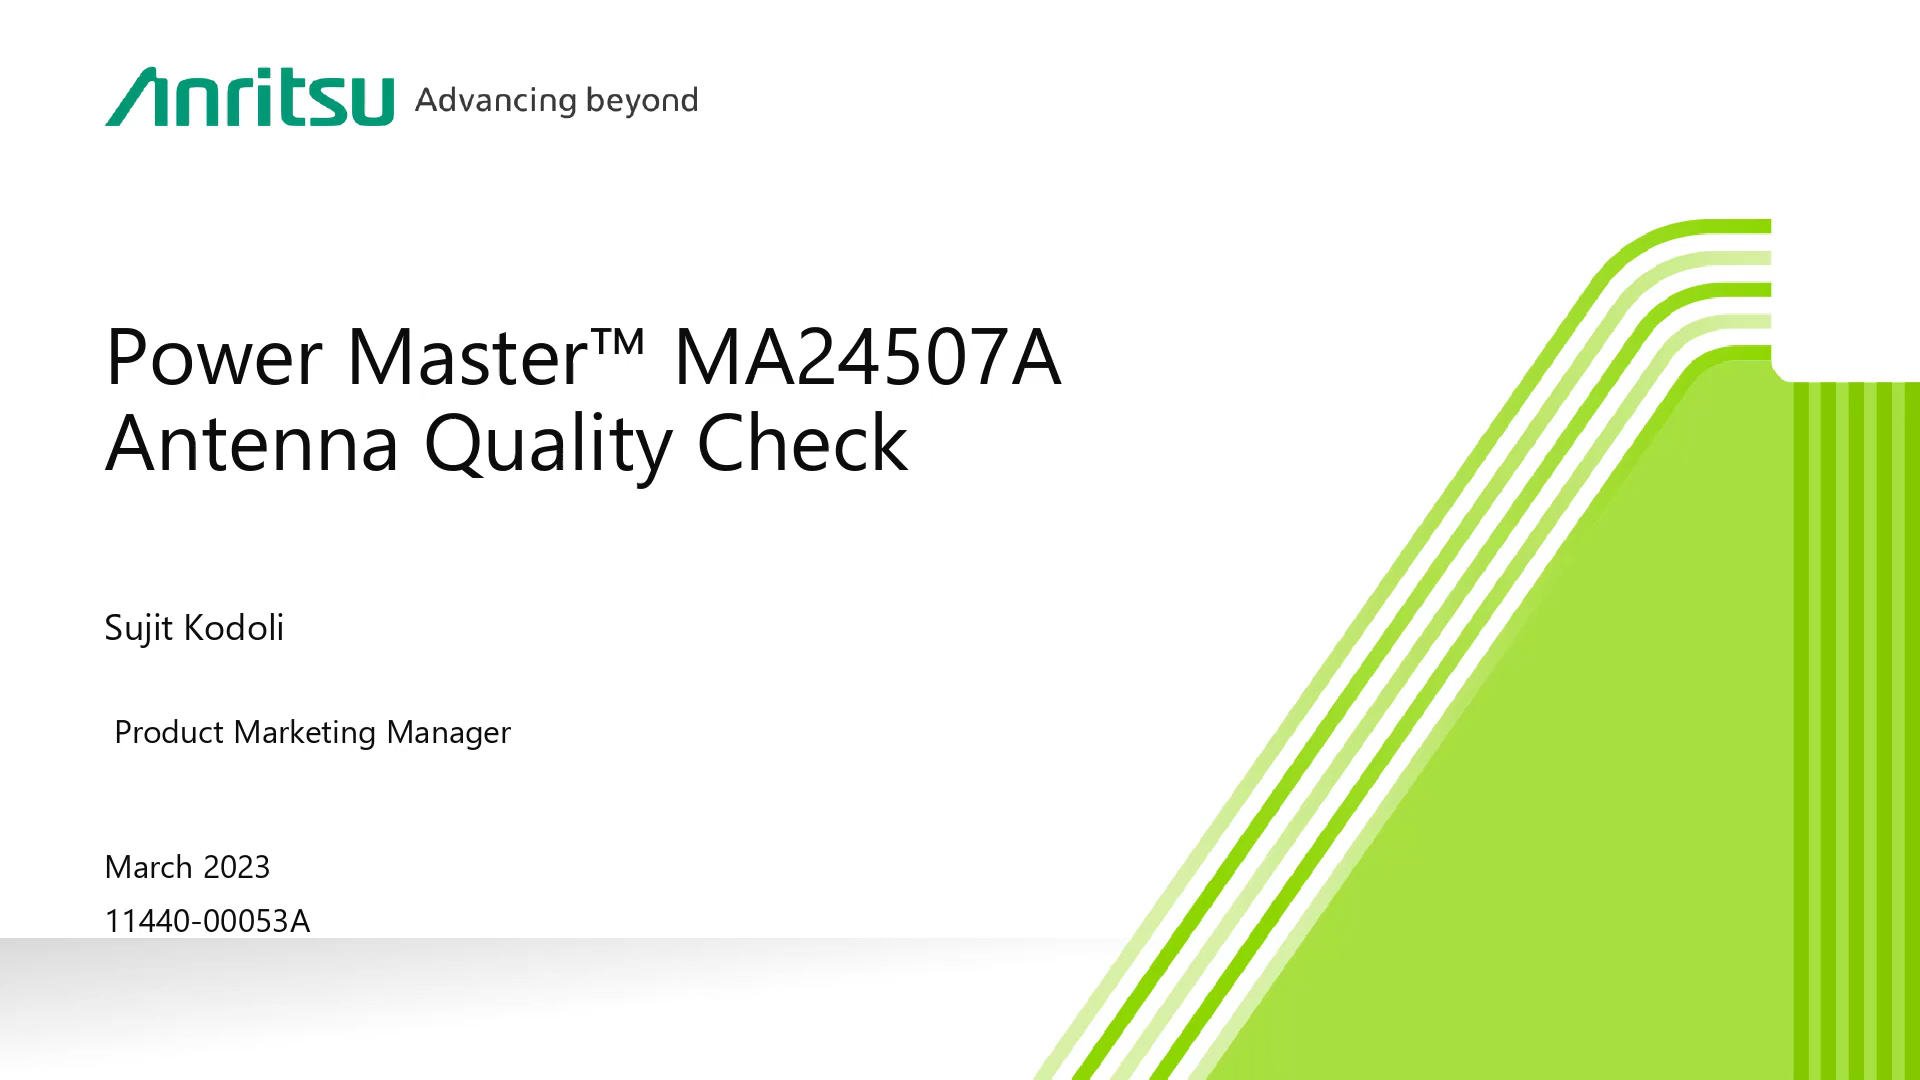 Anritsu Advancing beyond
Power Master™ MA24507A
Antenna Quality Check
Sujit Kodoli
Product Marketing Manager
March 2023
11440-00053A